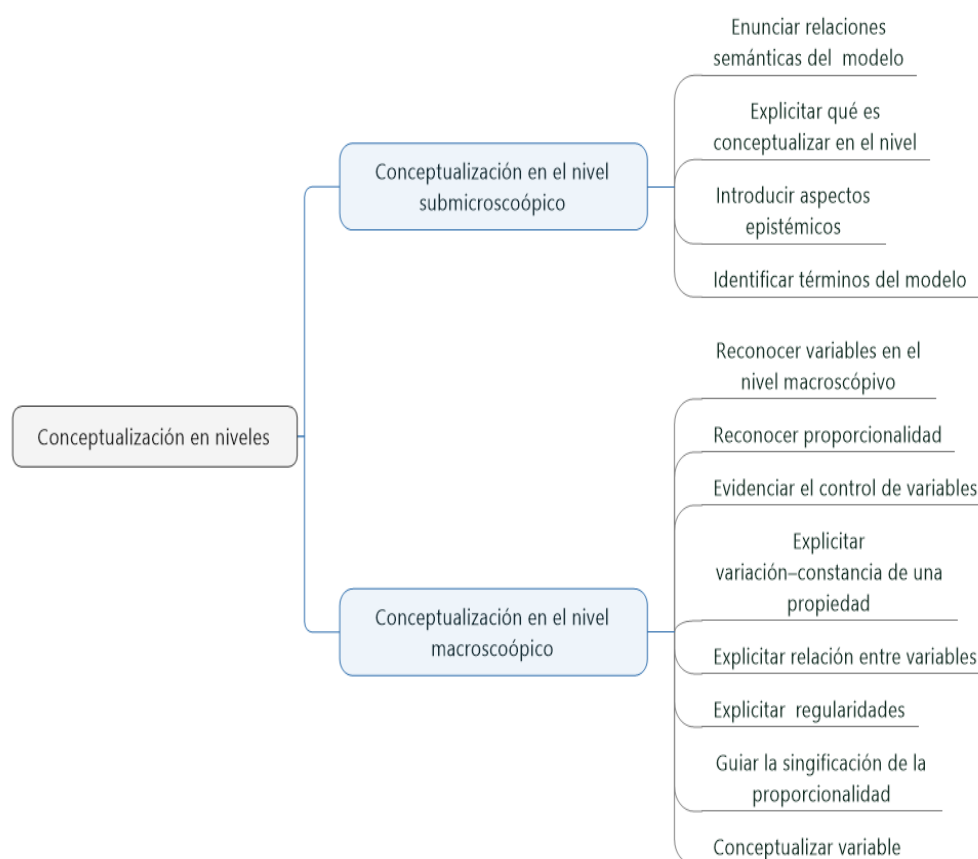 Enunciar relaciones
semánticas del  modelo
Explicitar qué es
conceptualizar en el nivel
Introducir aspectos
epistémicos
Identificar términos del modelo
Conceptualización en el nivel
submicroscoópico
Conceptualización en niveles
Reconocer variables en el
nivel macroscópivo
Reconocer proporcionalidad
Evidenciar el control de variables
Explicitar
variación–constancia de una
propiedad
Explicitar relación entre variables
Explicitar  regularidades
Guiar la singificación de la
proporcionalidad
Conceptualizar variable
Conceptualización en el nivel
macroscoópico